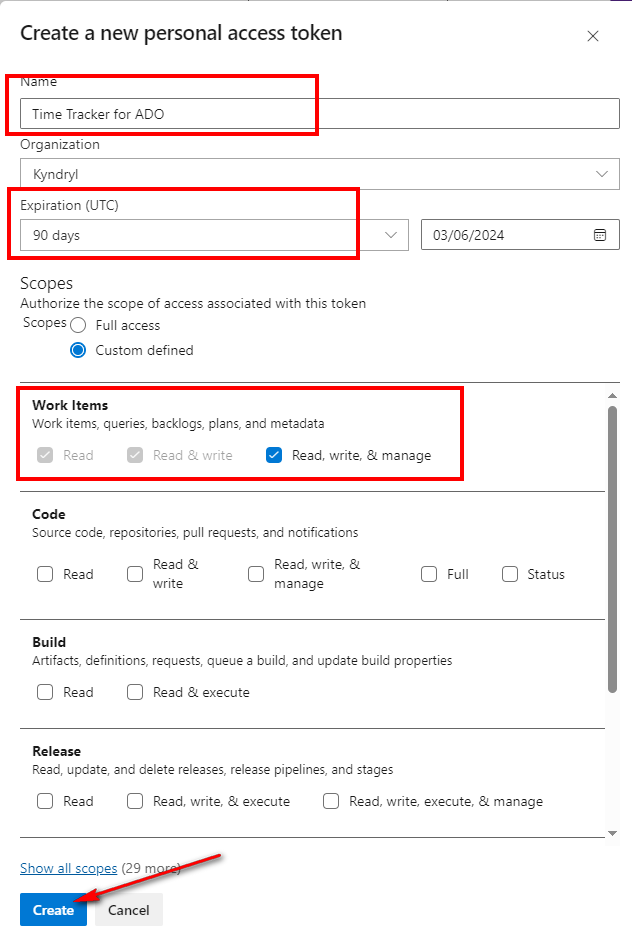 Create a new personal access token
Name
Time Tracker for ADO
Organization
Kyndryl
Expiration (UTC)
90 days 03/06/2024
Scopes
Authorize the scope of access associated with this token
Scopes Full access
Custom defined
Work Items
Work items, queries, backlogs, plans, and metadata
Read Read & write Read, write, & manage
Code
Source code, repositories, pull requests, and notifications
Read Read & write Read, write, & manage Full Status
Build
Artifacts, definitions, requests, queue a build, and update build properties
Read Read & execute
Release
Read, update, and delete releases, release pipelines, and stages
Read Read, write, & execute Read, write, execute, & manage
Show all scopes (29 more)
Create Cancel